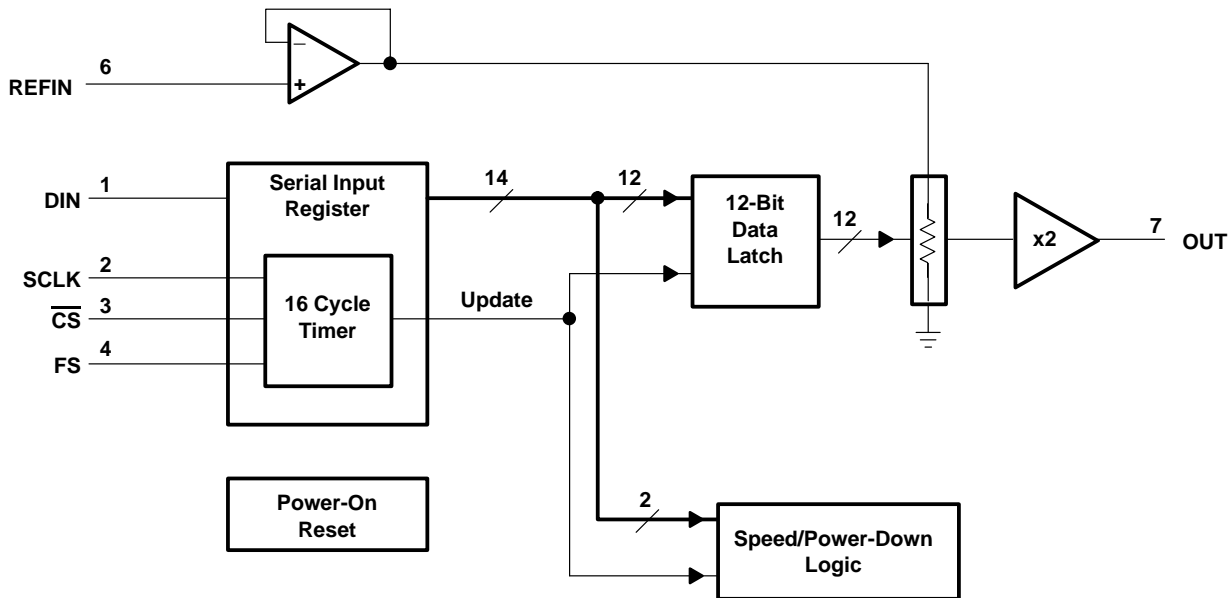 6
REFIN
_
+
Serial Input
Register
1
DIN
14
12
12-Bit
Data
Latch
12
x2
7
OUT
2
SCLK
3
CS
4
FS
16 Cycle
Timer
Update
Power-On
Reset
2
Speed/Power-Down
Logic